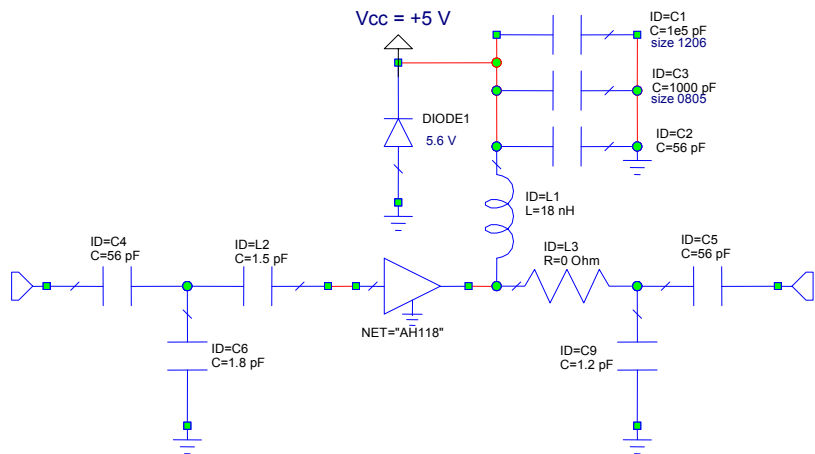 Vcc = +5 V
ID=C1
C=1e5 pF
size 1206
ID=C3
C=1000 pF
size 0805
DIODE1
5.6 V
ID=C2
C=56 pF
ID=L1
L=18 nH
ID=C4
C=56 pF
ID=L2
C=1.5 pF
ID=L3
R=0 Ohm
ID=C5
C=56 pF
NET="AH118"
ID=C6
C=1.8 pF
ID=C9
C=1.2 pF